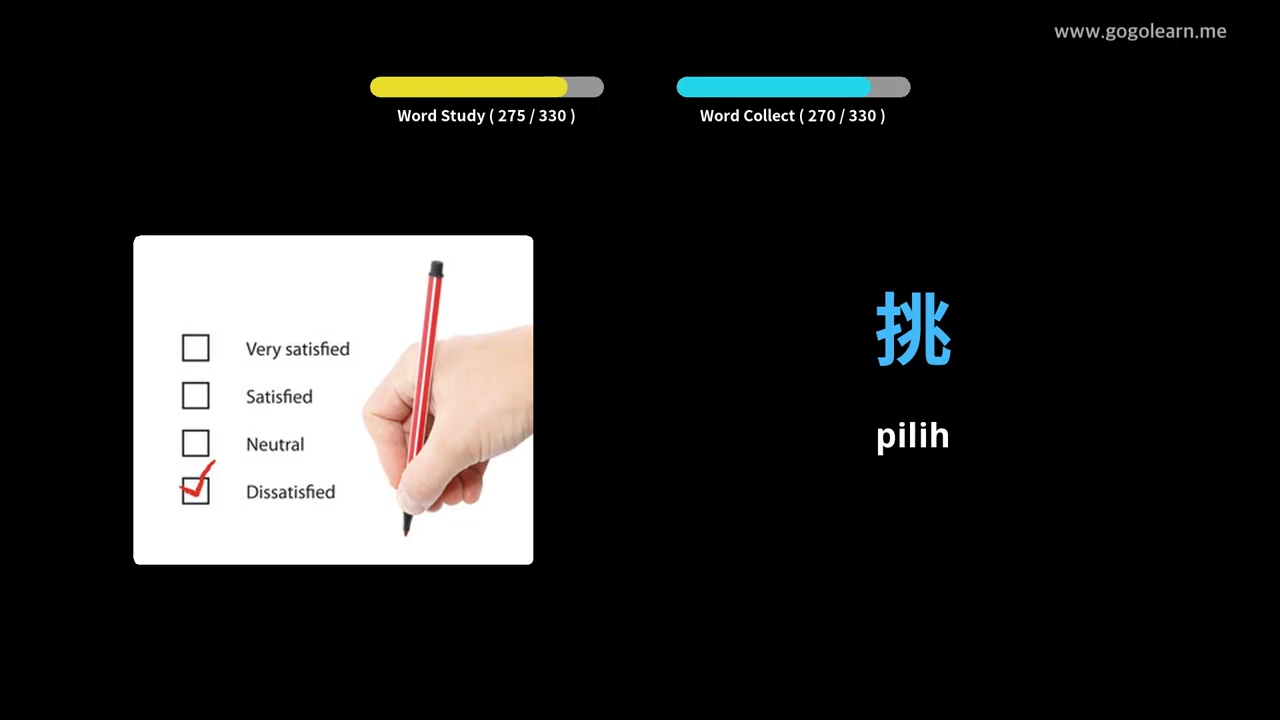 www.gogolearn.me
Word Study ( 275 / 330 )
Word Collect ( 270 / 330 )
Very satisfied
Satisfied
Neutral
Dissatisfied
挑
pilih